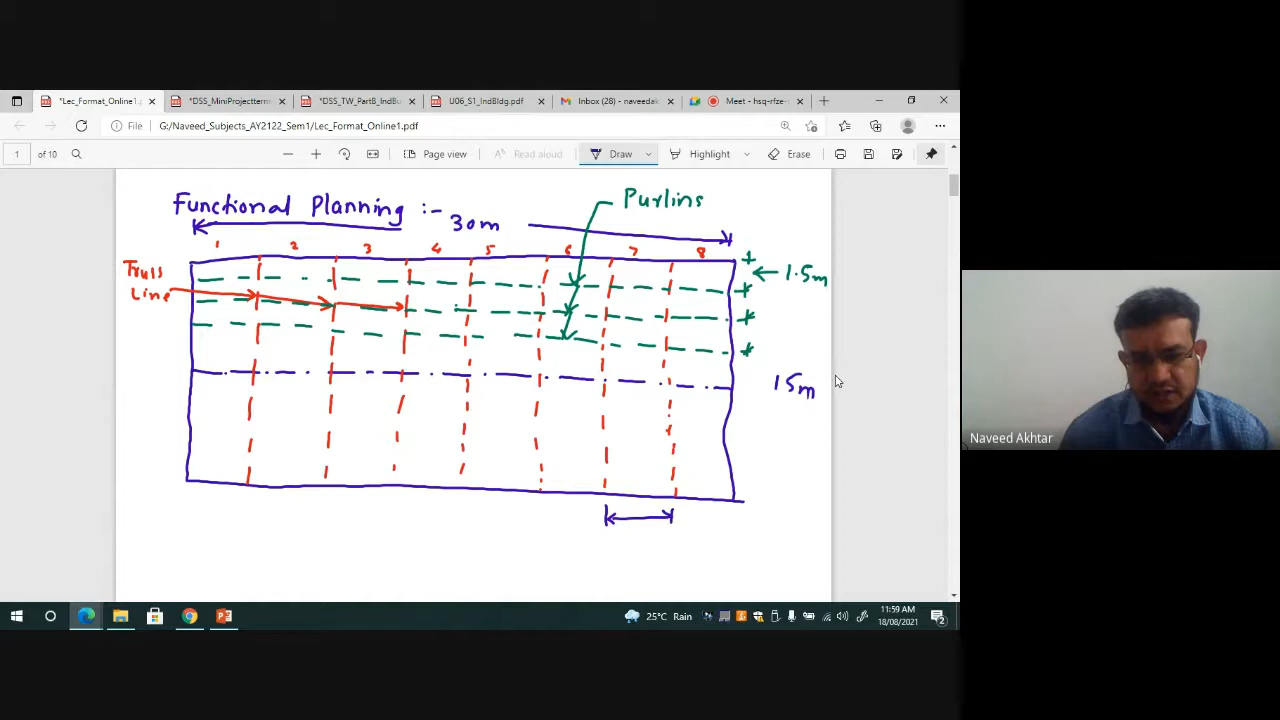 *Lec_Format_Online1.p
*DSS_MiniProjectterm
*DSS_TW_PartB_IndBu
U06_S1_IndBldg.pdf
Inbox (28) - naveedak
Meet - hsq-rfze-
File
G:/Naveed_Subjects_AY2122_Sem1/Lec_Format_Online1.pdf
1 of 10
Page view
Read aloud
Draw
Highlight
Erase
Functional Planning :-
Purlins
30m
1 2 3 4 5 6 7 8
Truss
Line
1.5m
15m
Naveed Akhtar
25°C Rain
11:59 AM
18/08/2021
2